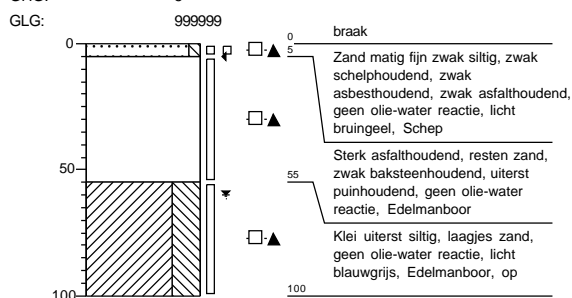 GLG: 999999
0
50
100
0
braak
5
Zand matig fijn zwak siltig, zwak
schelphoudend, zwak
asbesthoudend, zwak asfalthoudend,
geen olie-water reactie, licht
bruingeel, Schep
Sterk asfalthoudend, resten zand,
zwak baksteenhoudend, uiterst
puinhoudend, geen olie-water
reactie, Edelmanboor
55
Klei uiterst siltig, laagjes zand,
geen olie-water reactie, licht
blauwgrijs, Edelmanboor, op
100